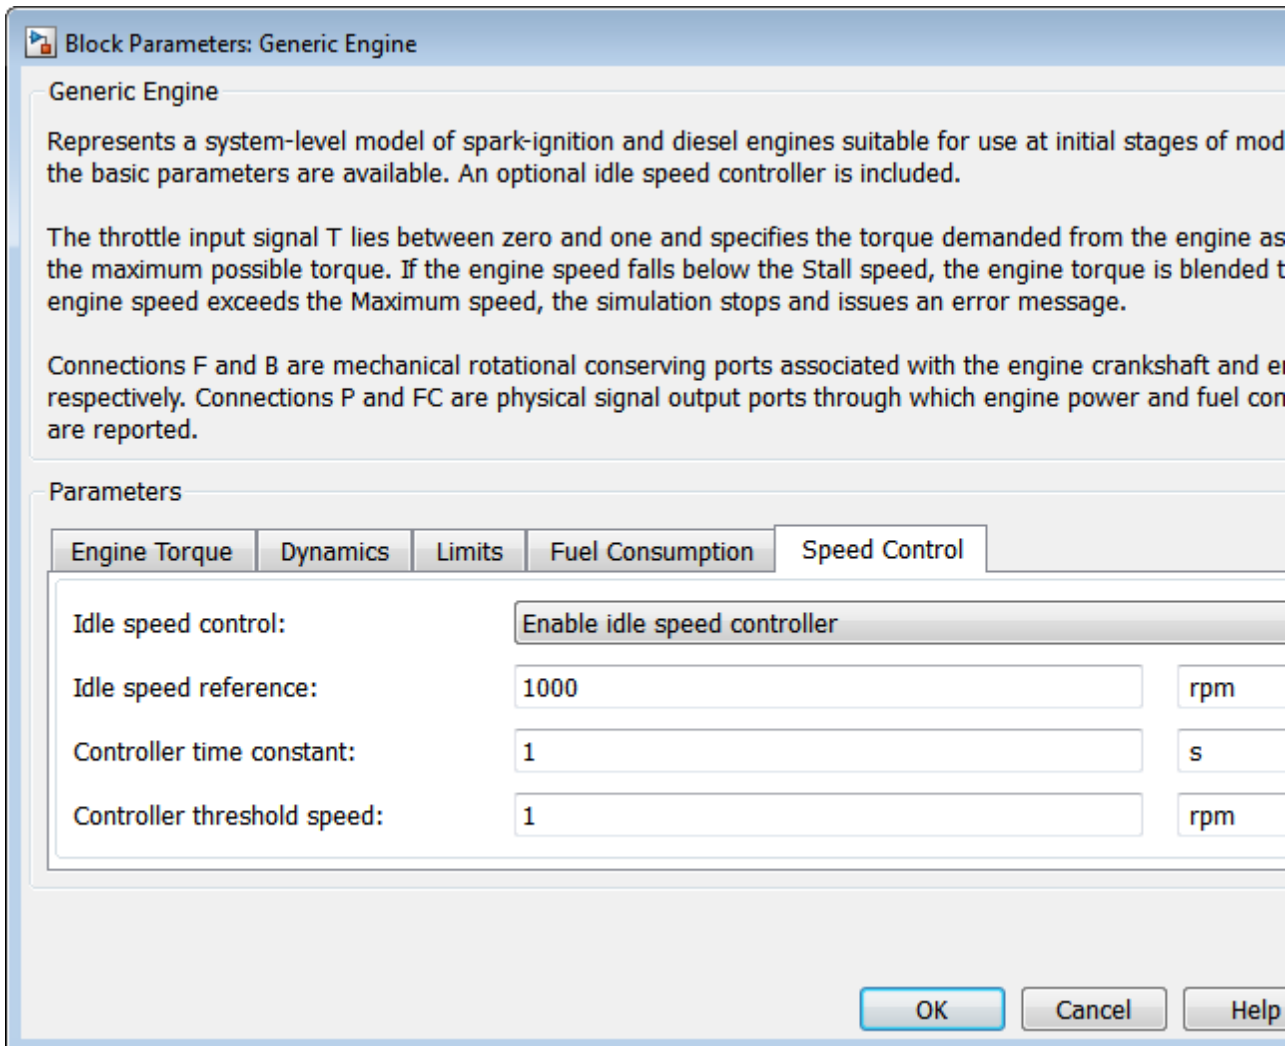 Block Parameters: Generic Engine
Generic Engine
Represents a system-level model of spark-ignition and diesel engines suitable for use at initial stages of mod
the basic parameters are available. An optional idle speed controller is included.
The throttle input signal T lies between zero and one and specifies the torque demanded from the engine as
the maximum possible torque. If the engine speed falls below the Stall speed, the engine torque is blended t
engine speed exceeds the Maximum speed, the simulation stops and issues an error message.
Connections F and B are mechanical rotational conserving ports associated with the engine crankshaft and e
respectively. Connections P and FC are physical signal output ports through which engine power and fuel con
are reported.
Parameters
Engine Torque Dynamics Limits Fuel Consumption Speed Control
Idle speed control: Enable idle speed controller
Idle speed reference: 1000 rpm
Controller time constant: 1 s
Controller threshold speed: 1 rpm
OK Cancel Help